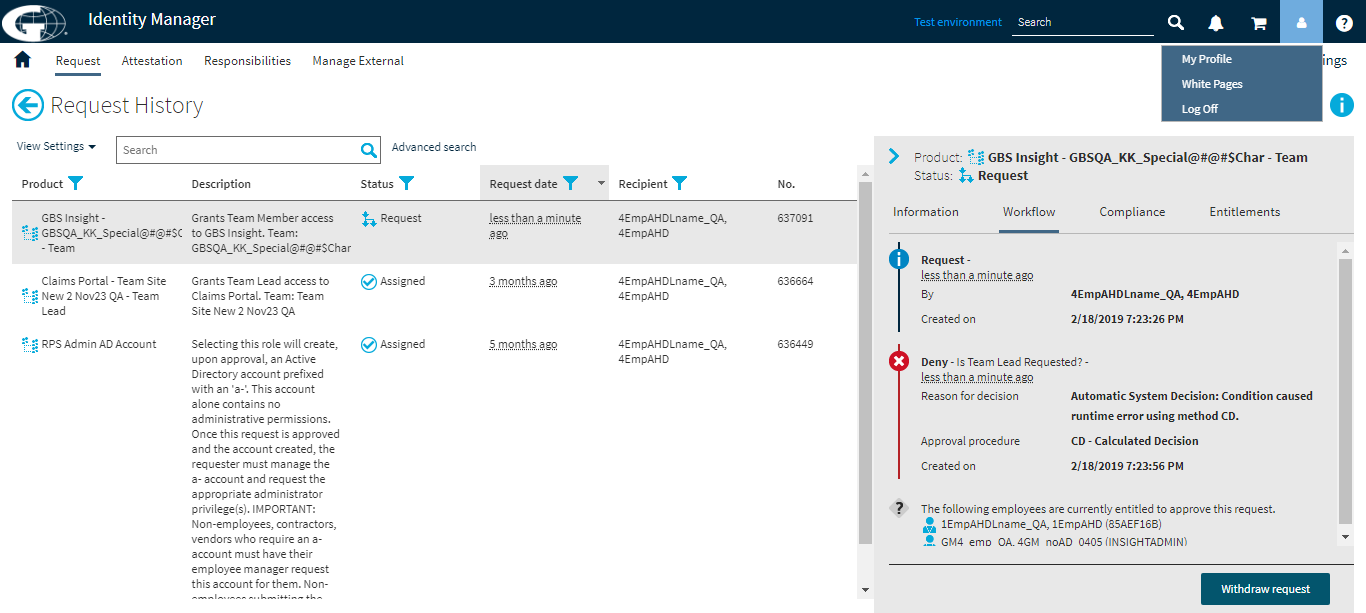 Identity Manager
Test environment
Search
?
Request
Attestation
Responsibilities
Manage External
ings
My Profile
White Pages
Log Off
Request History
i
View Settings
Search
Advanced search
Product
Description
Status
Request date
Recipient
No.
GBS Insight -
GBSQA_KK_Special@#@#$C
- Team
Grants Team Member access
to GBS Insight. Team:
GBSQA_KK_Special@#@#$Char
Request
less than a minute
ago
4EmpAHDLname_QA,
4EmpAHD
637091
Claims Portal - Team Site
New 2 Nov23 QA - Team
Lead
Grants Team Lead access to
Claims Portal. Team: Team
Site New 2 Nov23 QA
Assigned
3 months ago
4EmpAHDLname_QA,
4EmpAHD
636664
RPS Admin AD Account
Selecting this role will create,
upon approval, an Active
Directory account prefixed
with an 'a-'. This account
alone contains no
administrative permissions.
Once this request is approved
and the account created, the
requester must manage the
a- account and request the
appropriate administrator
privilege(s). IMPORTANT:
Non-employees, contractors,
vendors who require an a-
account must have their
employee manager request
this account for them. Non-
employees submitting the
Assigned
5 months ago
4EmpAHDLname_QA,
4EmpAHD
636449
Product: GBS Insight - GBSQA_KK_Special@#@#$Char - Team
Status: Request
Information
Workflow
Compliance
Entitlements
i
Request -
less than a minute ago
By 4EmpAHDLname_QA, 4EmpAHD
Created on 2/18/2019 7:23:26 PM
Deny - Is Team Lead Requested? -
less than a minute ago
Reason for decision Automatic System Decision: Condition caused
runtime error using method CD.
Approval procedure CD - Calculated Decision
Created on 2/18/2019 7:23:56 PM
?
The following employees are currently entitled to approve this request.
1EmpAHDLname_QA, 1EmpAHD (85AEF16B)
GM4_emp_QA, 4GM_noAD_0405 (INSIGHTADMIN)
Withdraw request